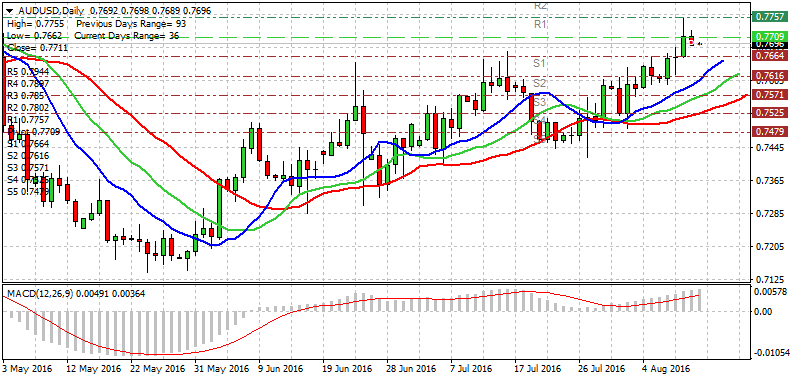 AUDUSD,Daily 0.7692 0.7698 0.7689 0.7696
High= 0.7755 Previous Days Range= 93
Low= 0.7662 Current Days Range= 36
Close= 0.7711
R5 0.7944
R4 0.7897
R3 0.785
R2 0.7802
R1 0.7757
0.7709
S1 0.7664
S2 0.7616
S3 0.7571
S4
S5 0.7479
R2
R1
S1
S2
S3
0.7757
0.7709
0.7696
0.7664
0.7616
0.7571
0.7525
0.7479
0.7445
0.7365
0.7285
0.7205
0.7125
MACD(12,26,9) 0.00491 0.00364
0.00578
0.00
-0.01054
3 May 2016 12 May 2016 22 May 2016 31 May 2016 9 Jun 2016 19 Jun 2016 28 Jun 2016 7 Jul 2016 17 Jul 2016 26 Jul 2016 4 Aug 2016